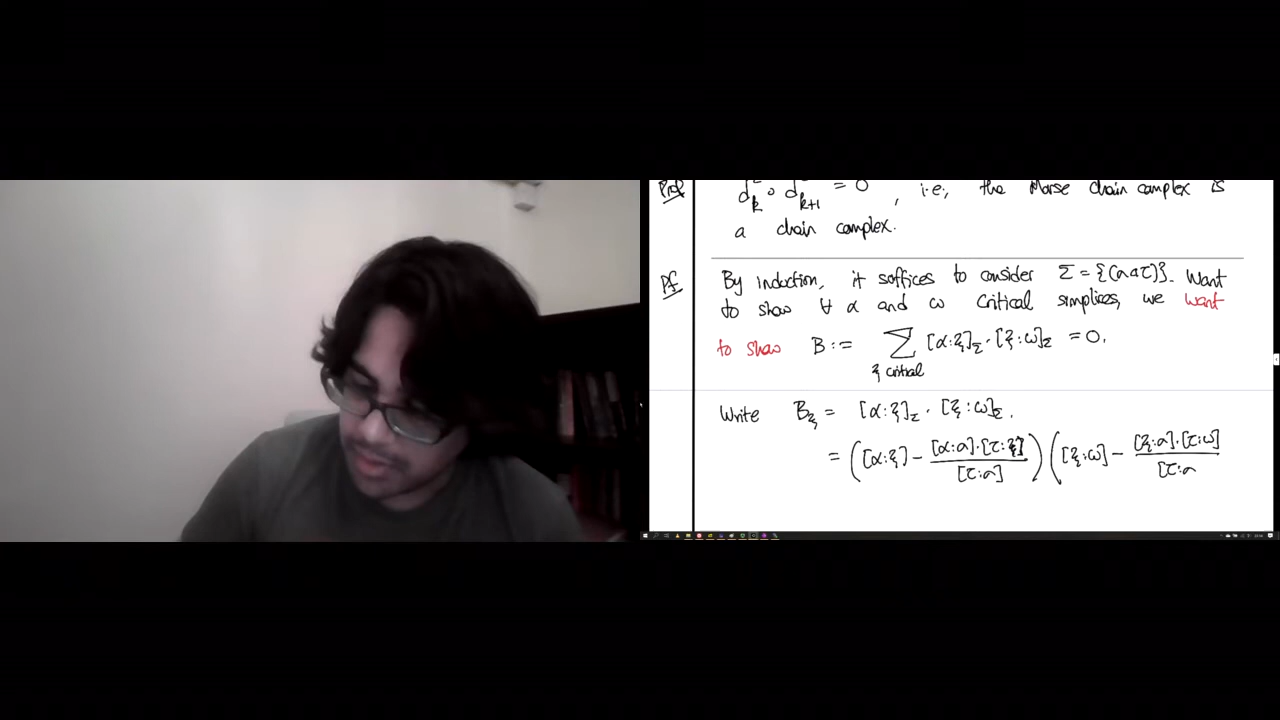 Prop
d_k^Σ ∘ d_{k+1}^Σ = 0, i.e., the Morse chain complex is
a chain complex.
Pf
By induction, it suffices to consider Σ = {(σ◁τ)}. Want
to show ∀ α and ω critical simplices, we want
to show B := Σ_{ξ critical} [α:ξ]_Σ · [ξ:ω]_Σ = 0.
Write B_ξ = [α:ξ]_Σ · [ξ:ω]_Σ.
= ([α:ξ] − [α:σ]·[τ:ξ] / [τ:σ]) ([ξ:ω] − [ξ:σ]·[τ:ω] / [τ:σ